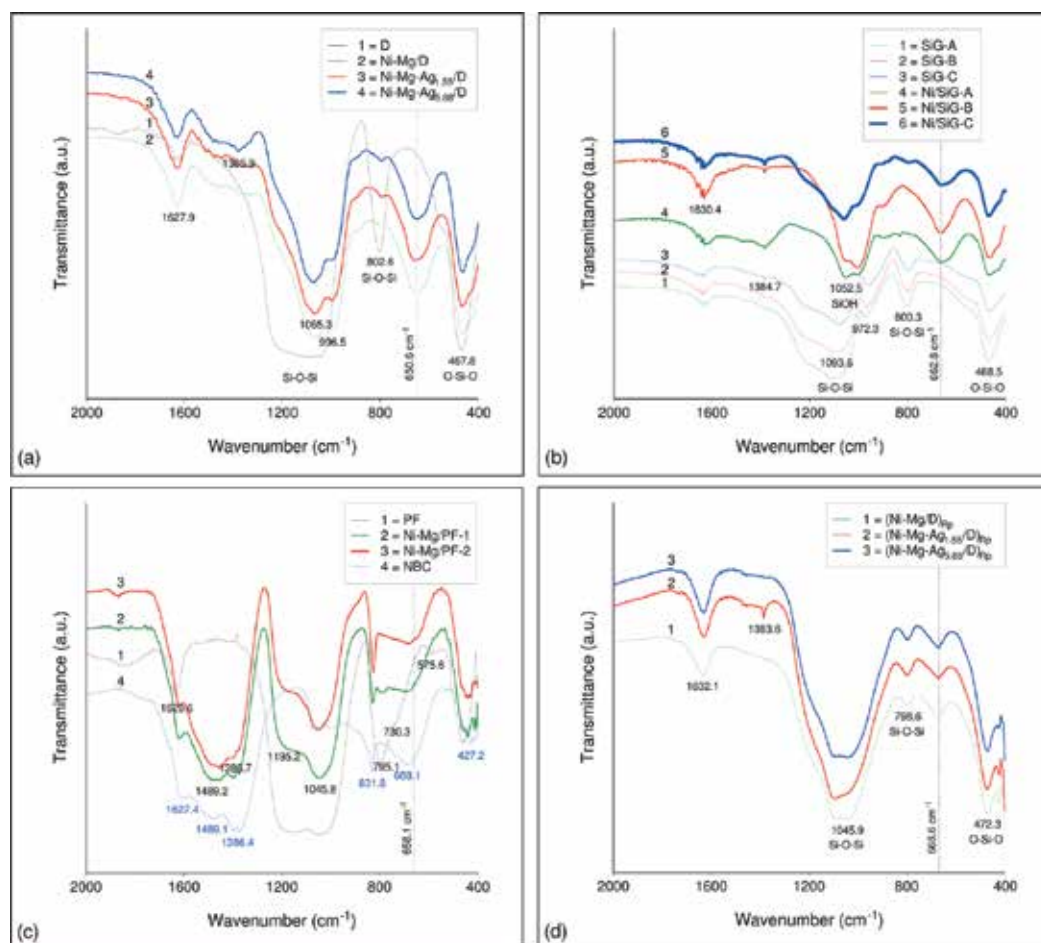 1 = D
2 = Ni-Mg/D
3 = Ni-Mg-Ag1.55/D
4 = Ni-Mg-Ag5.88/D
4
3
1
2
1385.9
1627.9
802.6
Si-O-Si
1065.3
996.5
Si-O-Si
650.6 cm-1
467.8
O-Si-O
Transmittance (a.u.)
2000 1600 1200 800 400
Wavenumber (cm-1)
(a)
1 = SiG-A
2 = SiG-B
3 = SiG-C
4 = Ni/SiG-A
5 = Ni/SiG-B
6 = Ni/SiG-C
6
5
4
3
2
1
1630.4
1384.7
1052.5
SiOH
972.3
800.3
Si-O-Si
1093.6
Si-O-Si
662.8 cm-1
468.5
O-Si-O
Transmittance (a.u.)
2000 1600 1200 800 400
Wavenumber (cm-1)
(b)
1 = PF
2 = Ni-Mg/PF-1
3 = Ni-Mg/PF-2
4 = NBC
3
2
1
4
575.6
1489.2
1195.2
1045.8
730.3
795.1
831.8
669.1
427.2
1627.4
1489.1
1386.4
658.1 cm-1
Transmittance (a.u.)
2000 1600 1200 800 400
Wavenumber (cm-1)
(c)
1 = (Ni-Mg/D)Rp
2 = (Ni-Mg-Ag1.55/D)Rp
3 = (Ni-Mg-Ag5.88/D)Rp
3
2
1
1383.6
1632.1
798.6
Si-O-Si
1045.9
Si-O-Si
668.6 cm-1
472.3
O-Si-O
Transmittance (a.u.)
2000 1600 1200 800 400
Wavenumber (cm-1)
(d)